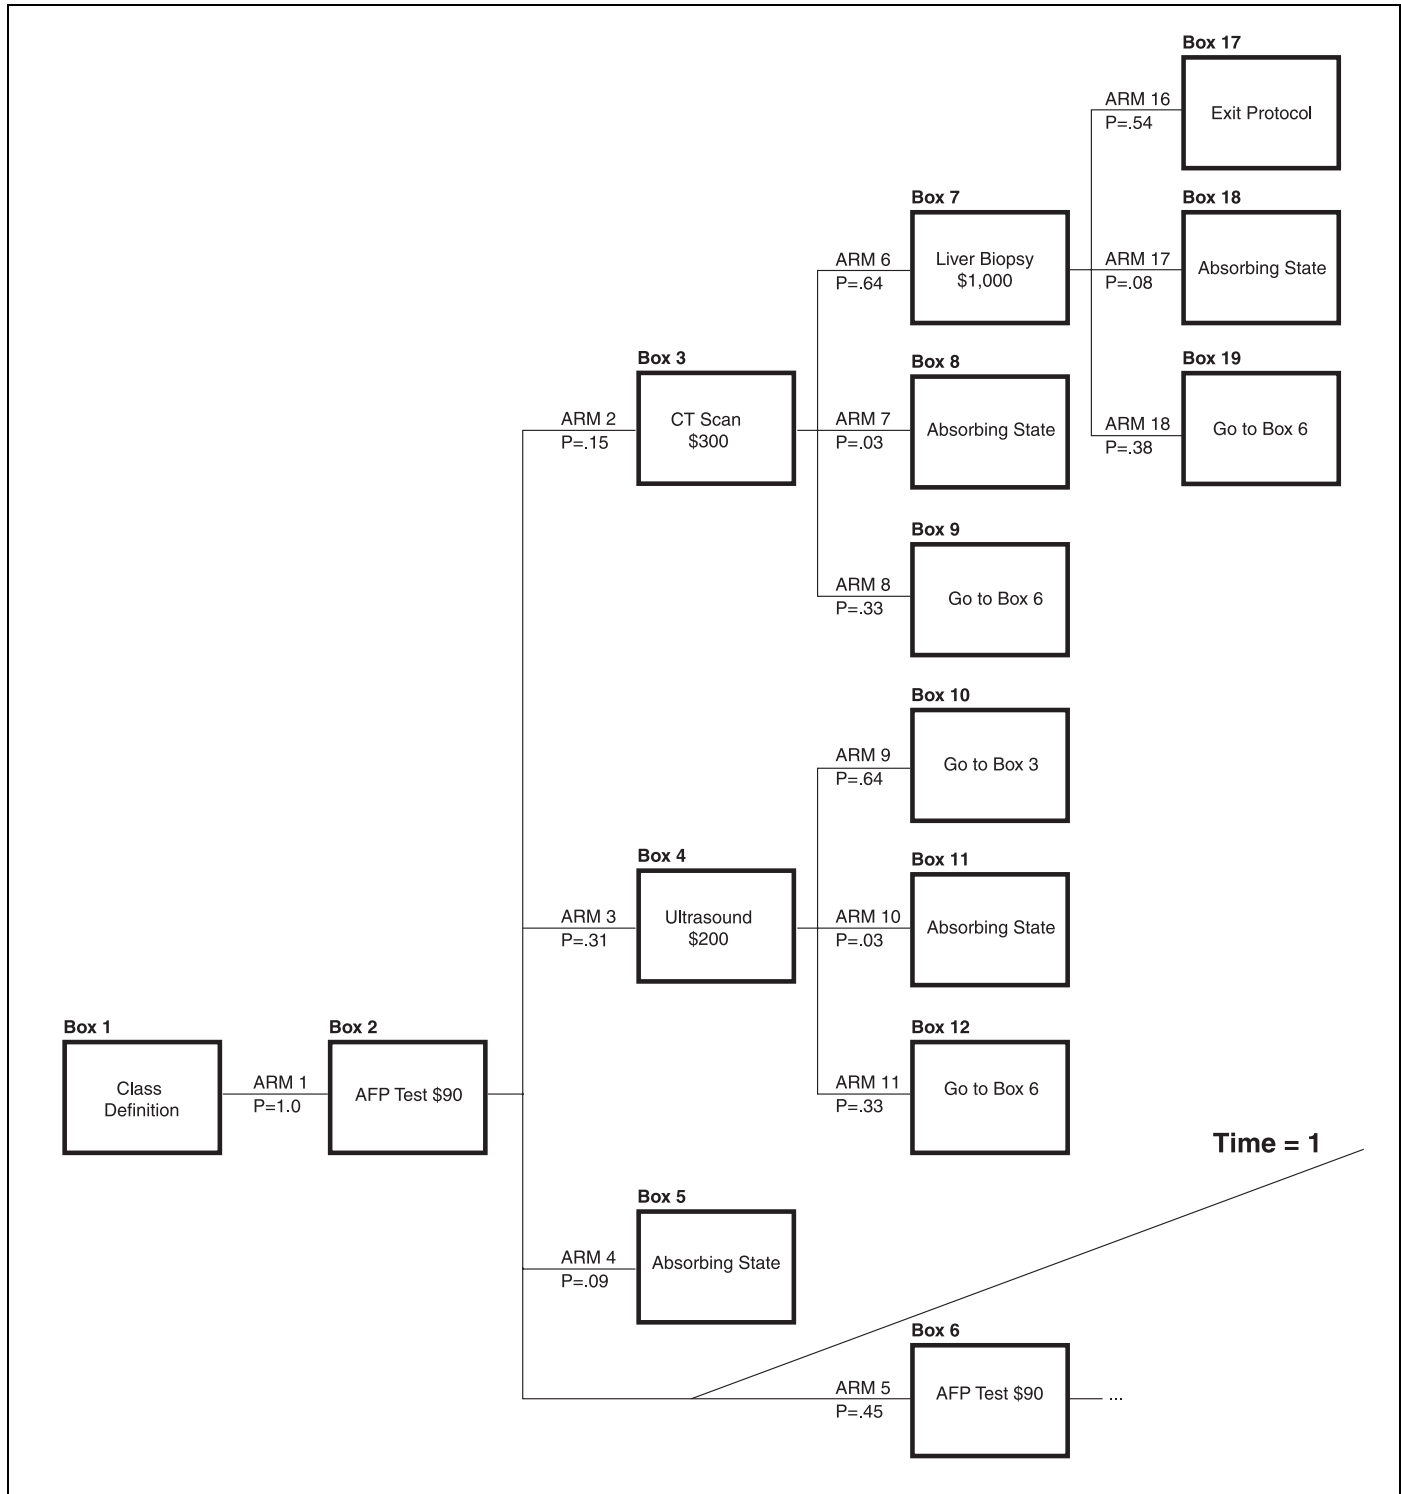 Box 17
Exit Protocol
ARM 16
P=.54
Box 7
Liver Biopsy
$1,000
ARM 6
P=.64
Box 18
Absorbing State
ARM 17
P=.08
Box 3
CT Scan
$300
ARM 2
P=.15
Box 8
Absorbing State
ARM 7
P=.03
Box 19
Go to Box 6
ARM 18
P=.38
Box 9
Go to Box 6
ARM 8
P=.33
Box 10
Go to Box 3
ARM 9
P=.64
Box 4
Ultrasound
$200
ARM 3
P=.31
Box 11
Absorbing State
ARM 10
P=.03
Box 1
Class
Definition
ARM 1
P=1.0
Box 2
AFP Test $90
Box 12
Go to Box 6
ARM 11
P=.33
Time = 1
Box 5
Absorbing State
ARM 4
P=.09
Box 6
AFP Test $90
...
ARM 5
P=.45